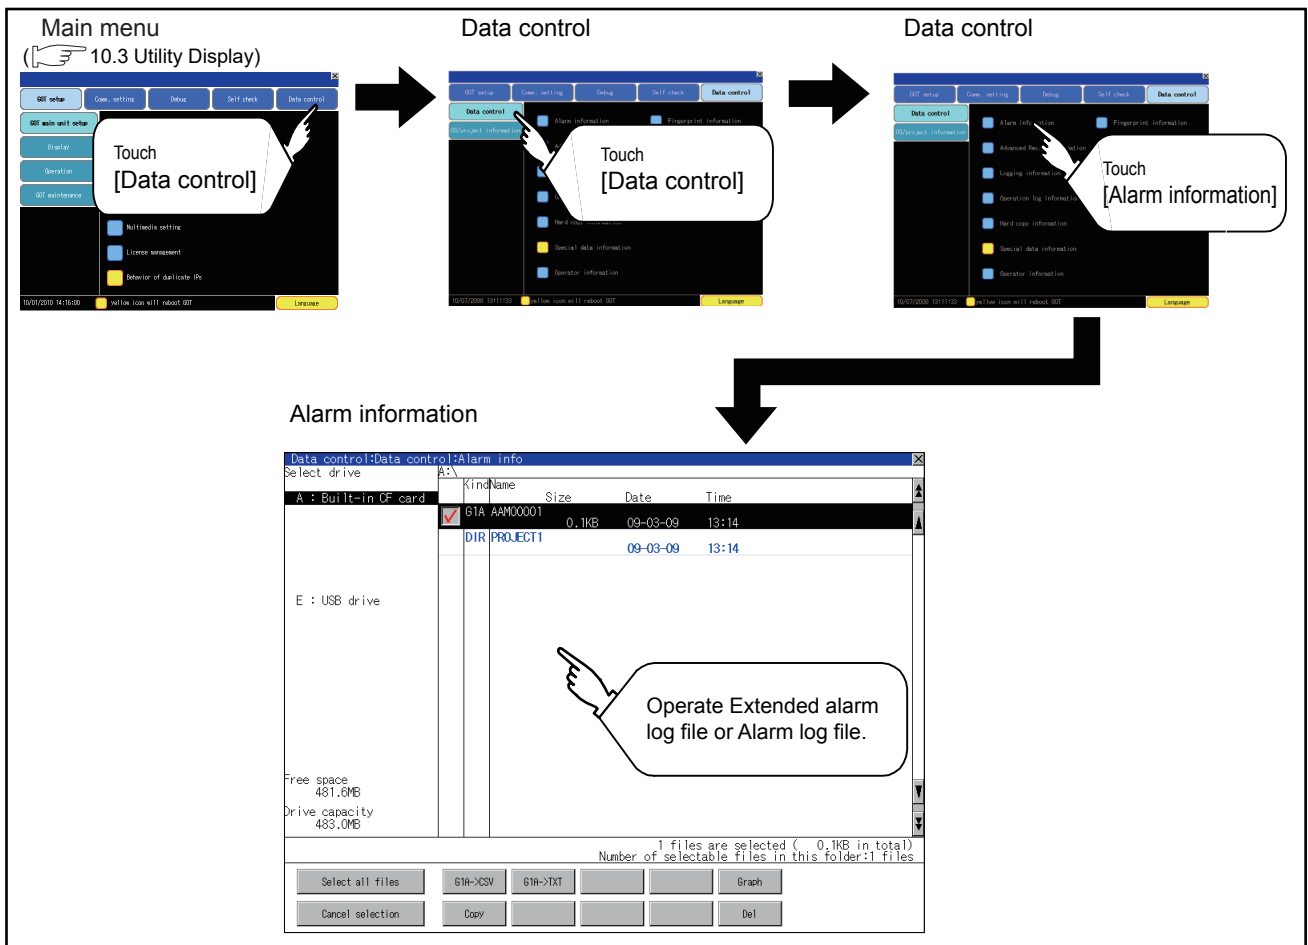 Main menu
( 10.3 Utility Display)
GOT setup Comm. setting Debug Self check Data control
GOT main unit setup
Display
Operation
GOT maintenance
Touch
[Data control]
Multimedia setting
License management
Behavior of duplicate IPs
10/01/2010 14:16:00 yellow icon will reboot GOT Language
Data control
GOT setup Comm. setting Debug Self check Data control
Data control
OS/project information
Alarm information Fingerprint information
Touch
[Data control]
Hard copy information
Special data information
Operator information
10/07/2008 13:11:33 yellow icon will reboot GOT Language
Data control
GOT setup Comm. setting Debug Self check Data control
Data control
OS/project information
Alarm information Fingerprint information
Advanced Rec
Logging information
Operation log information
Hard copy information
Special data information
Operator information
Touch
[Alarm information]
10/07/2008 13:11:33 yellow icon will reboot GOT Language
Alarm information
Data control:Data control:Alarm info
Select drive A:\
Kind Name
Size Date Time
A : Built-in CF card
G1A AAM00001
0.1KB 09-03-09 13:14
DIR PROJECT1
09-03-09 13:14
E : USB drive
Operate Extended alarm
log file or Alarm log file.
Free space
481.6MB
Drive capacity
483.0MB
1 files are selected ( 0.1KB in total)
Number of selectable files in this folder:1 files
Select all files G1A->CSV G1A->TXT Graph
Cancel selection Copy Del